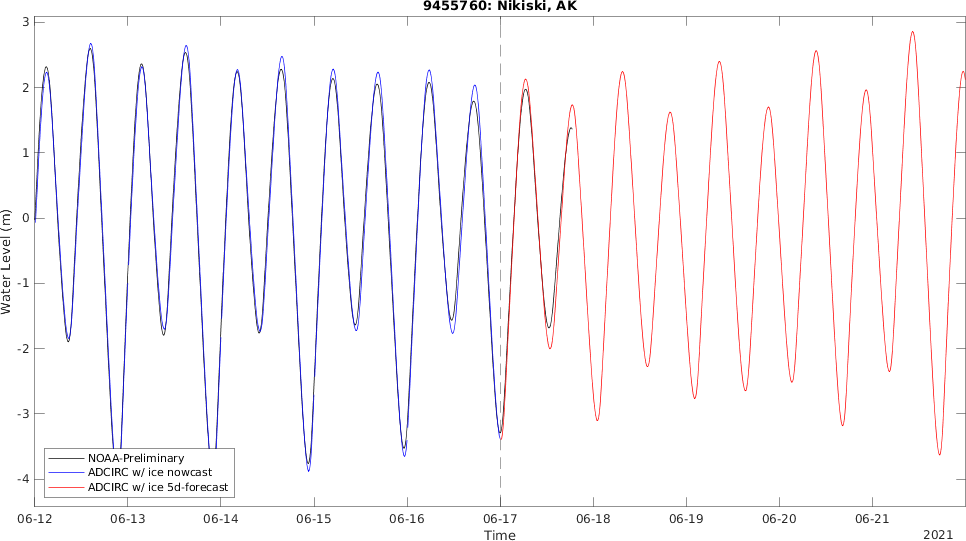 9455760: Nikiski, AK
3
2
1
0
-1
-2
-3
-4
Water Level (m)
NOAA-Preliminary
ADCIRC w/ ice nowcast
ADCIRC w/ ice 5d-forecast
06-12 06-13 06-14 06-15 06-16 06-17 06-18 06-19 06-20 06-21
Time
2021